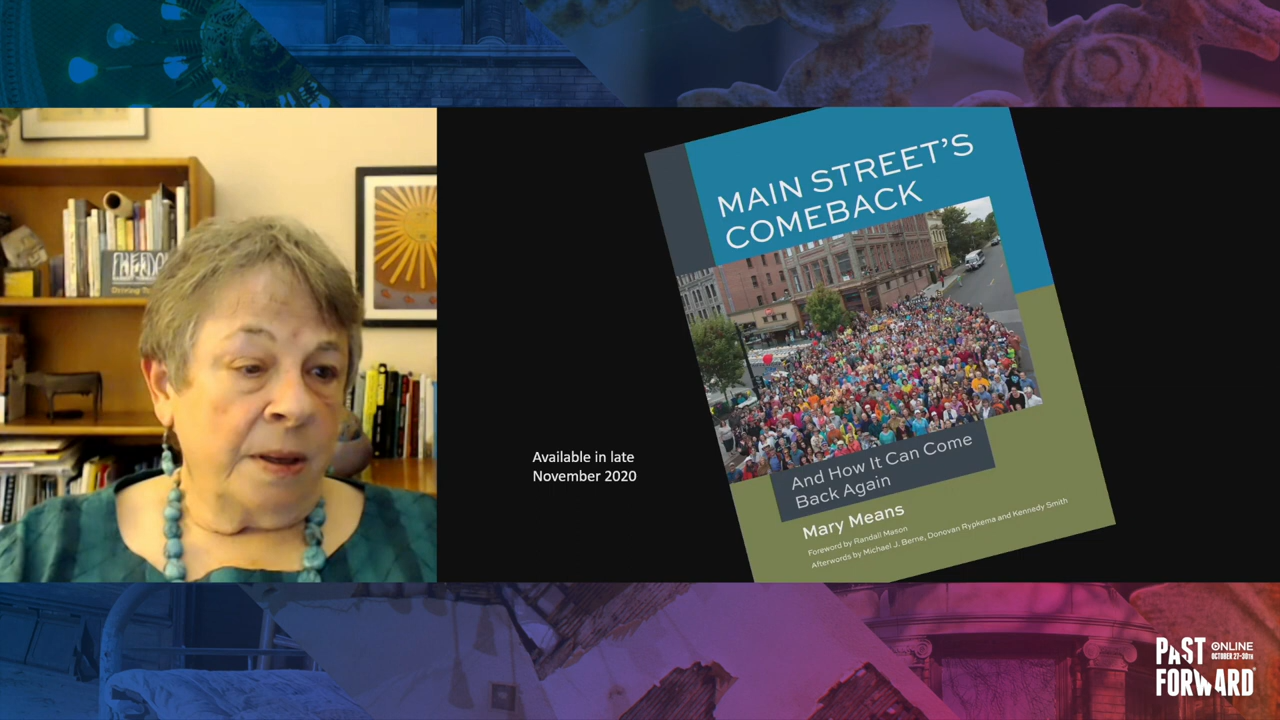 Driving
Available in late
November 2020
MAIN STREET'S
COMEBACK
And How It Can Come
Back Again
Mary Means
Foreword by Randall Mason
Afterwords by Michael J. Berne, Donovan Rypkema and Kennedy Smith
PAST
FORWARD
ONLINE
OCTOBER 27-30TH